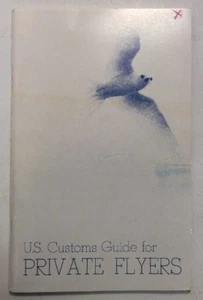 U.S. Customs Guide for
PRIVATE FLYERS